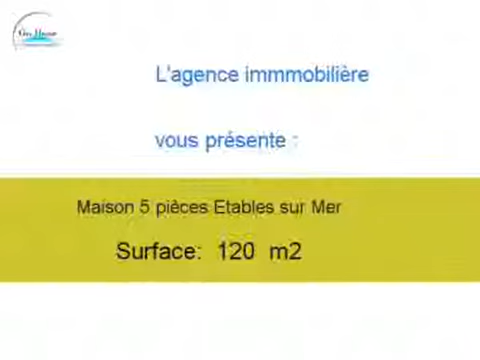 L'agence immmobilière
vous présente :
Maison 5 pièces Etables sur Mer
Surface: 120 m2